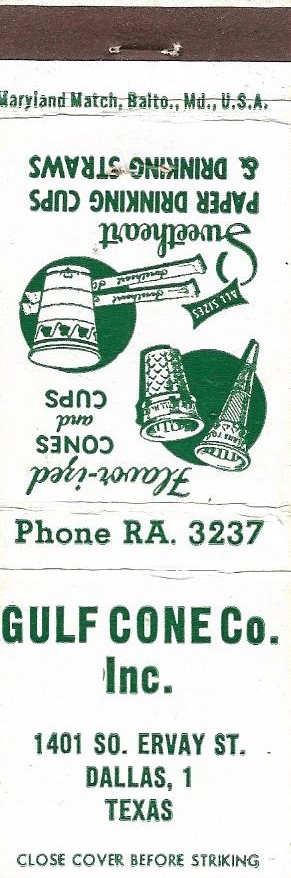 Maryland Match, Balto., Md., U.S.A.
Flavor-ized
CONES
and
CUPS
ALL SIZES
Sweetheart
PAPER DRINKING CUPS
& DRINKING STRAWS
Phone RA. 3237
GULF CONE Co.
Inc.
1401 SO. ERVAY ST.
DALLAS, 1
TEXAS
CLOSE COVER BEFORE STRIKING